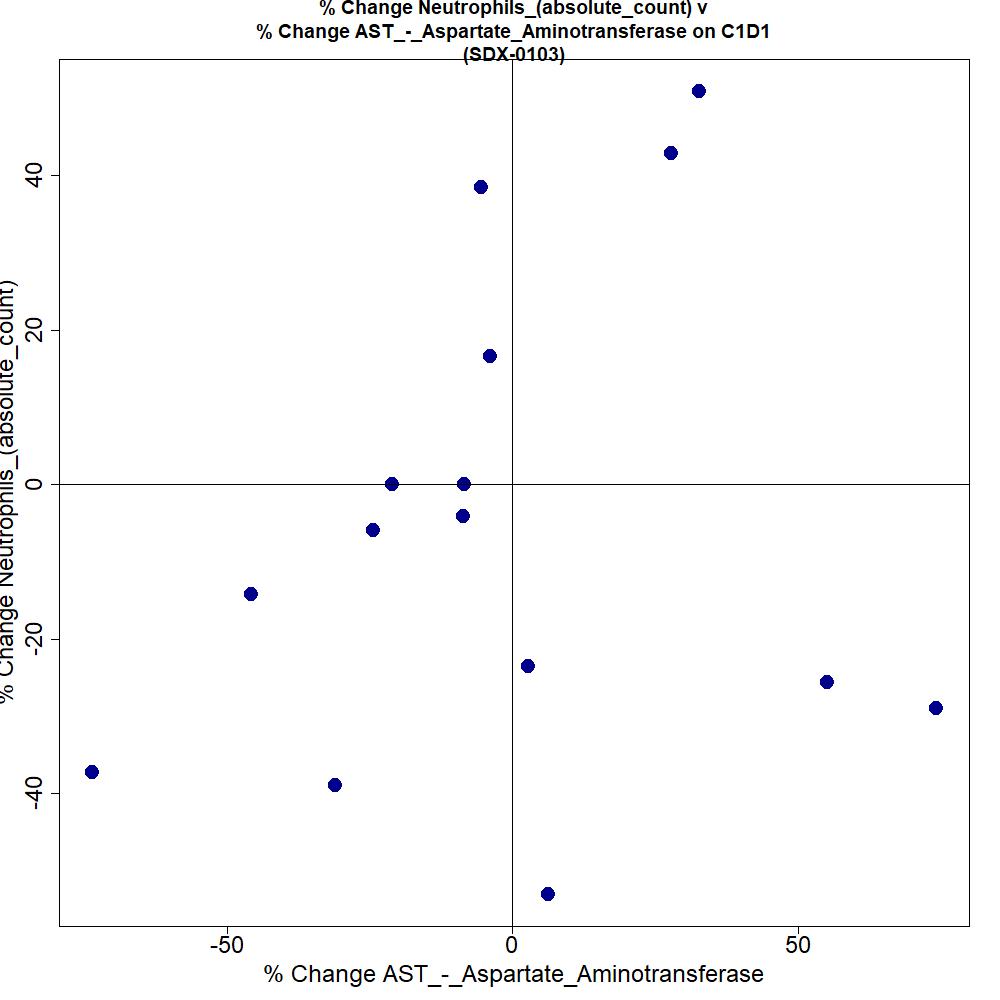 % Change Neutrophils_(absolute_count) v
% Change AST_-_Aspartate_Aminotransferase on C1D1
(SDX-0103)
% Change Neutrophils_(absolute_count)
40
20
0
-20
-40
-50
0
50
% Change AST_-_Aspartate_Aminotransferase